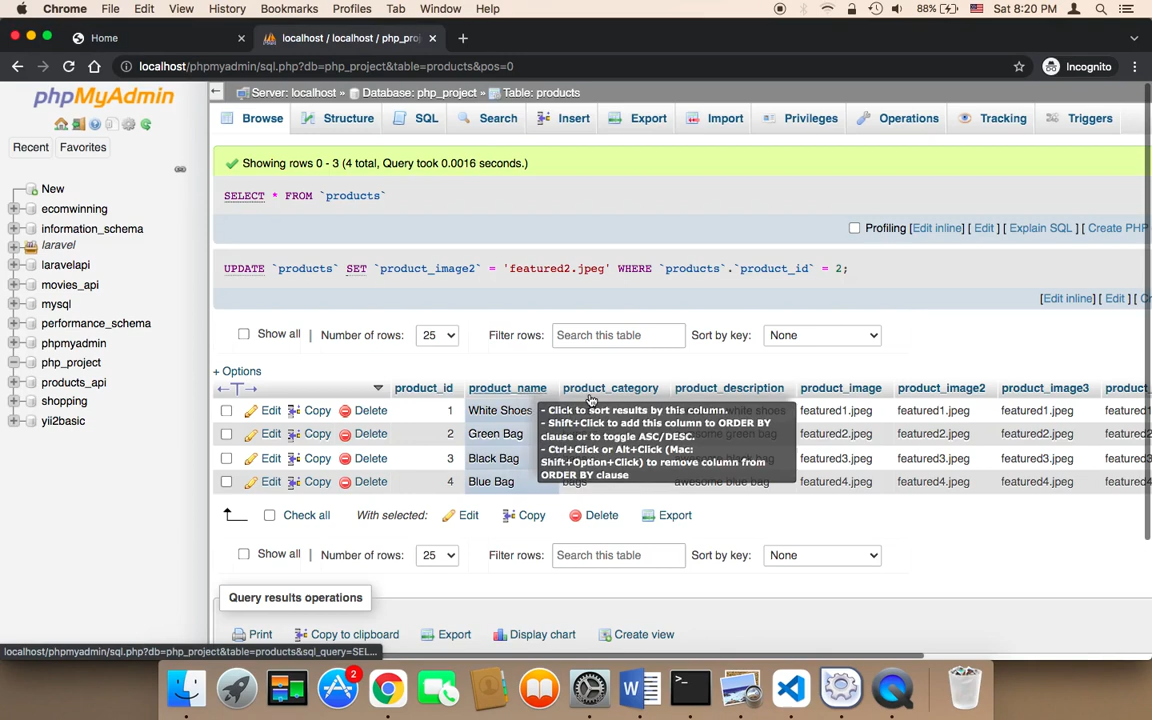 Chrome File Edit View History Bookmarks Profiles Tab Window Help 88% Sat 8:20 PM
Home localhost / localhost / php_pro
localhost/phpmyadmin/sql.php?db=php_project&table=products&pos=0 Incognito
phpMyAdmin
Recent Favorites
New
ecomwinning
information_schema
laravel
laravelapi
movies_api
mysql
performance_schema
phpmyadmin
php_project
products_api
shopping
yii2basic
Server: localhost » Database: php_project » Table: products
Browse Structure SQL Search Insert Export Import Privileges Operations Tracking Triggers
Showing rows 0 - 3 (4 total, Query took 0.0016 seconds.)
SELECT * FROM `products`
Profiling [Edit inline] [ Edit ] [ Explain SQL ] [ Create PHP
UPDATE `products` SET `product_image2` = 'featured2.jpeg' WHERE `products`.`product_id` = 2;
[Edit inline] [ Edit ] [
Show all | Number of rows: 25 Filter rows: Search this table Sort by key: None
+ Options
product_id product_name product_category product_description product_image product_image2 product_image3 product_
Edit Copy Delete 1 White Shoes white shoes featured1.jpeg featured1.jpeg featured1.jpeg
Edit Copy Delete 2 Green Bag featured2.jpeg featured2.jpeg featured2.jpeg
Edit Copy Delete 3 Black Bag featured3.jpeg featured3.jpeg featured3.jpeg
Edit Copy Delete 4 Blue Bag bags awesome blue bag featured4.jpeg featured4.jpeg featured4.jpeg
- Click to sort results by this column.
- Shift+Click to add this column to ORDER BY
clause or to toggle ASC/DESC.
- Ctrl+Click or Alt+Click (Mac:
Shift+Option+Click) to remove column from
ORDER BY clause
Check all With selected: Edit Copy Delete Export
Show all | Number of rows: 25 Filter rows: Search this table Sort by key: None
Query results operations
Print Copy to clipboard Export Display chart Create view
localhost/phpmyadmin/sql.php?db=php_project&table=products&sql_query=SEL...
2